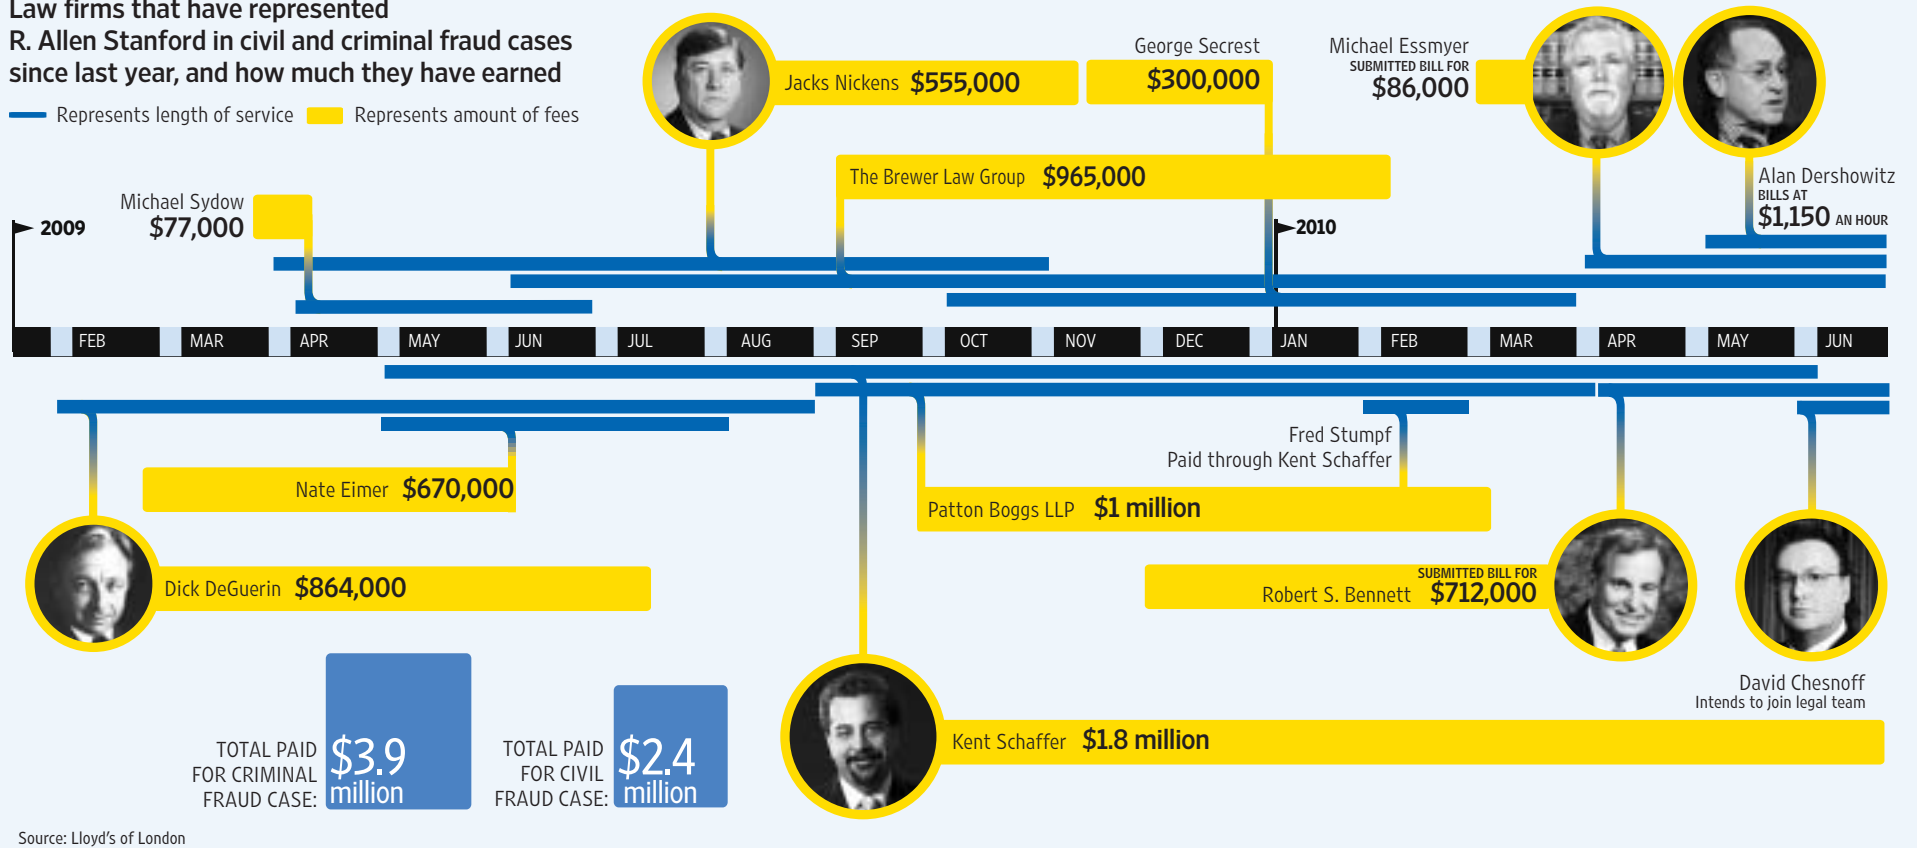 Law firms that have represented
R. Allen Stanford in civil and criminal fraud cases
since last year, and how much they have earned
Represents length of service
Represents amount of fees
Jacks Nickens $555,000
George Secrest
$300,000
Michael Essmyer
SUBMITTED BILL FOR
$86,000
The Brewer Law Group $965,000
Alan Dershowitz
BILLS AT
$1,150 AN HOUR
Michael Sydow
$77,000
2009
2010
FEB MAR APR MAY JUN JUL AUG SEP OCT NOV DEC JAN FEB MAR APR MAY JUN
Fred Stumpf
Paid through Kent Schaffer
Nate Eimer $670,000
Patton Boggs LLP $1 million
Dick DeGuerin $864,000
SUBMITTED BILL FOR
Robert S. Bennett $712,000
David Chesnoff
Intends to join legal team
Kent Schaffer $1.8 million
TOTAL PAID
FOR CRIMINAL
FRAUD CASE:
$3.9
million
TOTAL PAID
FOR CIVIL
FRAUD CASE:
$2.4
million
Source: Lloyd's of London